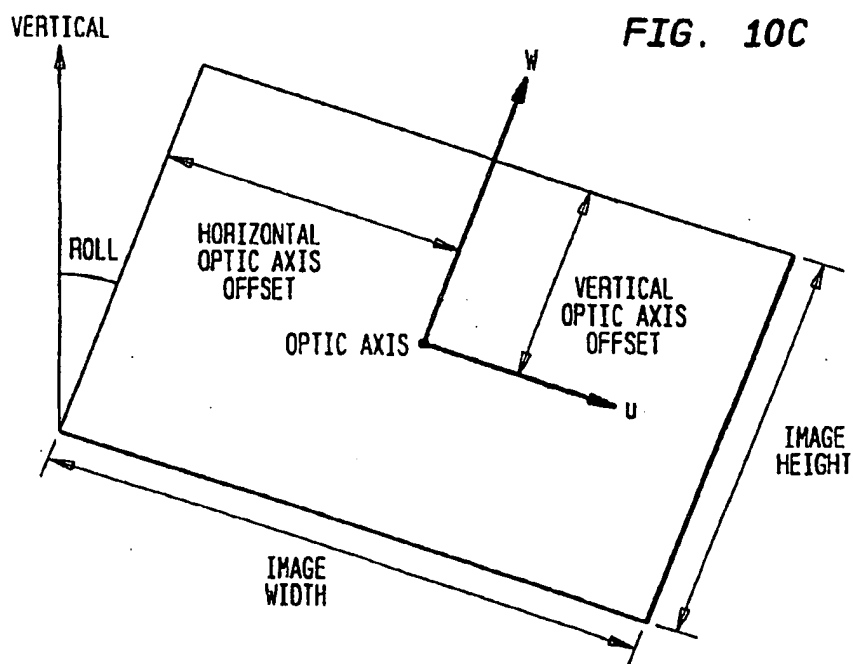 FIG. 10C
VERTICAL
W
ROLL
HORIZONTAL
OPTIC AXIS
OFFSET
VERTICAL
OPTIC AXIS
OFFSET
OPTIC AXIS
u
IMAGE
HEIGHT
IMAGE
WIDTH